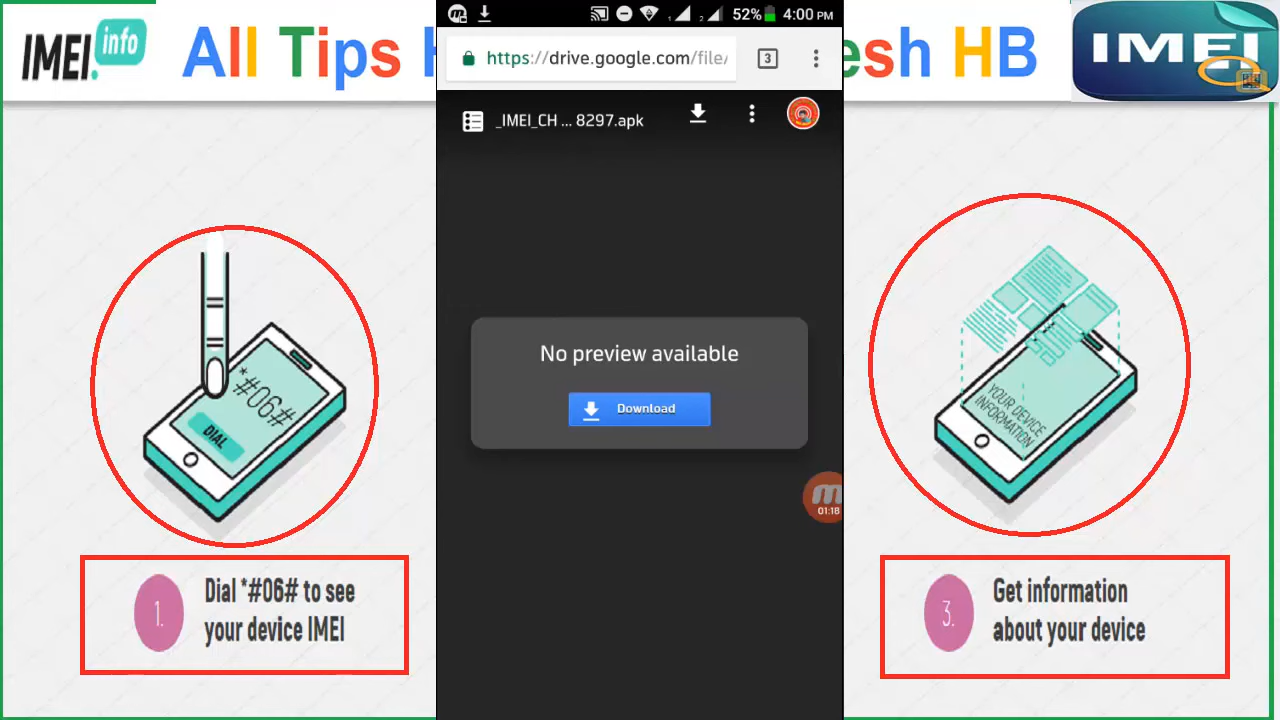 IMEI.info
All Tips H
esh HB
IMEI
52% 4:00 PM
https://drive.google.com/file/
3
_IMEI_CH ... 8297.apk
No preview available
Download
01:18
*#06#
DIAL
YOUR DEVICE
INFORMATION
1.
Dial *#06# to see
your device IMEI
3.
Get information
about your device